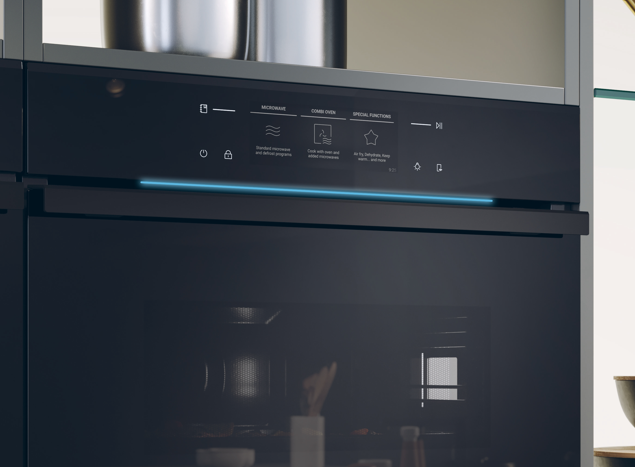 MICROWAVE
COMBI OVEN
SPECIAL FUNCTIONS
Standard microwave
and defrost programs
Cook with oven and
added microwaves
Air fry, Dehydrate, Keep
warm... and more